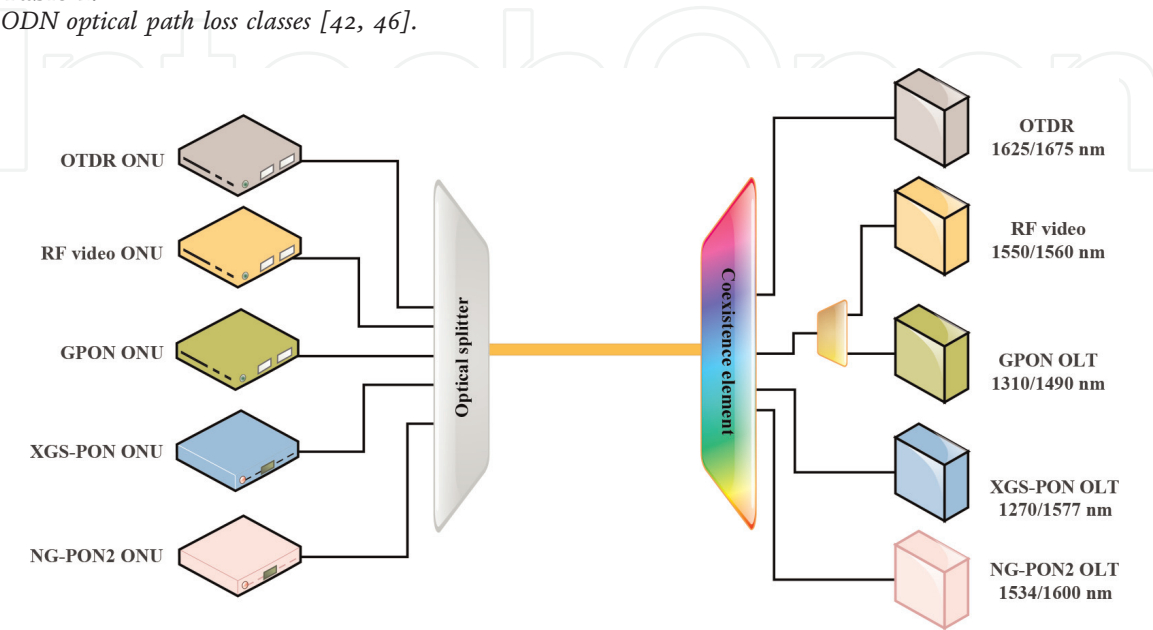 ODN optical path loss classes [42, 46].
OTDR ONU
RF video ONU
GPON ONU
XGS-PON ONU
NG-PON2 ONU
Optical splitter
Coexistence element
OTDR
1625/1675 nm
RF video
1550/1560 nm
GPON OLT
1310/1490 nm
XGS-PON OLT
1270/1577 nm
NG-PON2 OLT
1534/1600 nm